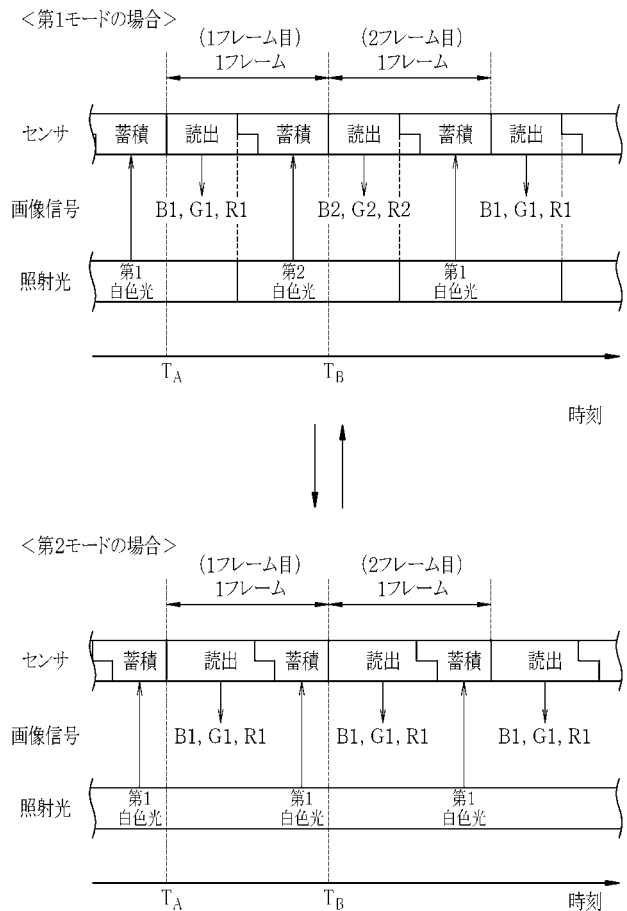 ＜第1モードの場合＞
(1フレーム目) (2フレーム目)
1フレーム 1フレーム
センサ 蓄積 読出 蓄積 読出 蓄積 読出
画像信号 B1, G1, R1 B2, G2, R2 B1, G1, R1
照射光 第1 第2 第1
白色光 白色光 白色光
TA TB
時刻
＜第2モードの場合＞
(1フレーム目) (2フレーム目)
1フレーム 1フレーム
センサ 蓄積 読出 蓄積 読出 蓄積 読出
画像信号 B1, G1, R1 B1, G1, R1 B1, G1, R1
照射光 第1 第1 第1
白色光 白色光 白色光
TA TB 時刻